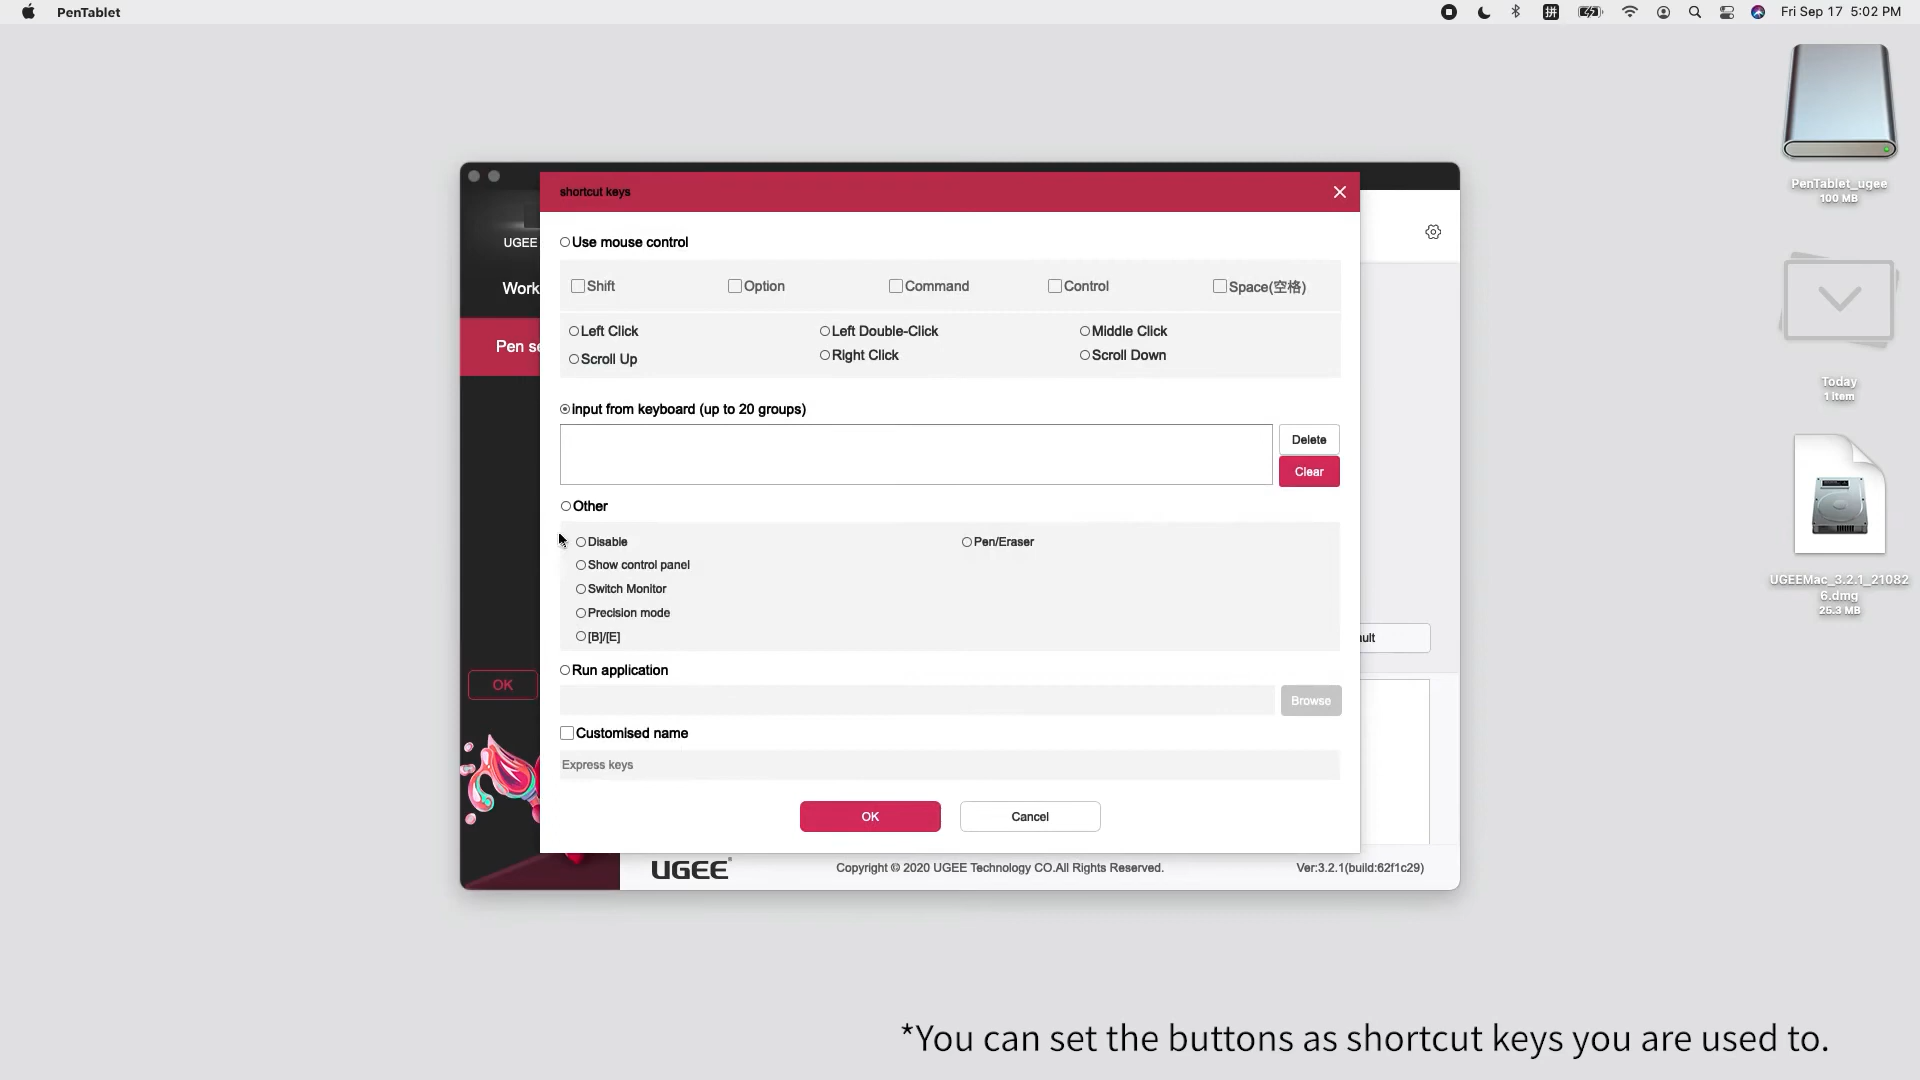 PenTablet
拼
Fri Sep 17 5:02 PM
PenTablet_ugee
100 MB
Today
1 item
UGEEMac_3.2.1_21082
6.dmg
25.3 MB
shortcut keys
UGEE
Work
Pen se
OK
Use mouse control
Shift Option Command Control Space(空格)
Left Click Left Double-Click Middle Click
Scroll Up Right Click Scroll Down
Input from keyboard (up to 20 groups)
Delete
Clear
Other
Disable Pen/Eraser
Show control panel
Switch Monitor
Precision mode
[B]/[E]
ault
Run application
Browse
Customised name
Express keys
OK Cancel
UGEE® Copyright © 2020 UGEE Technology CO.All Rights Reserved. Ver:3.2.1(build:62f1c29)
*You can set the buttons as shortcut keys you are used to.